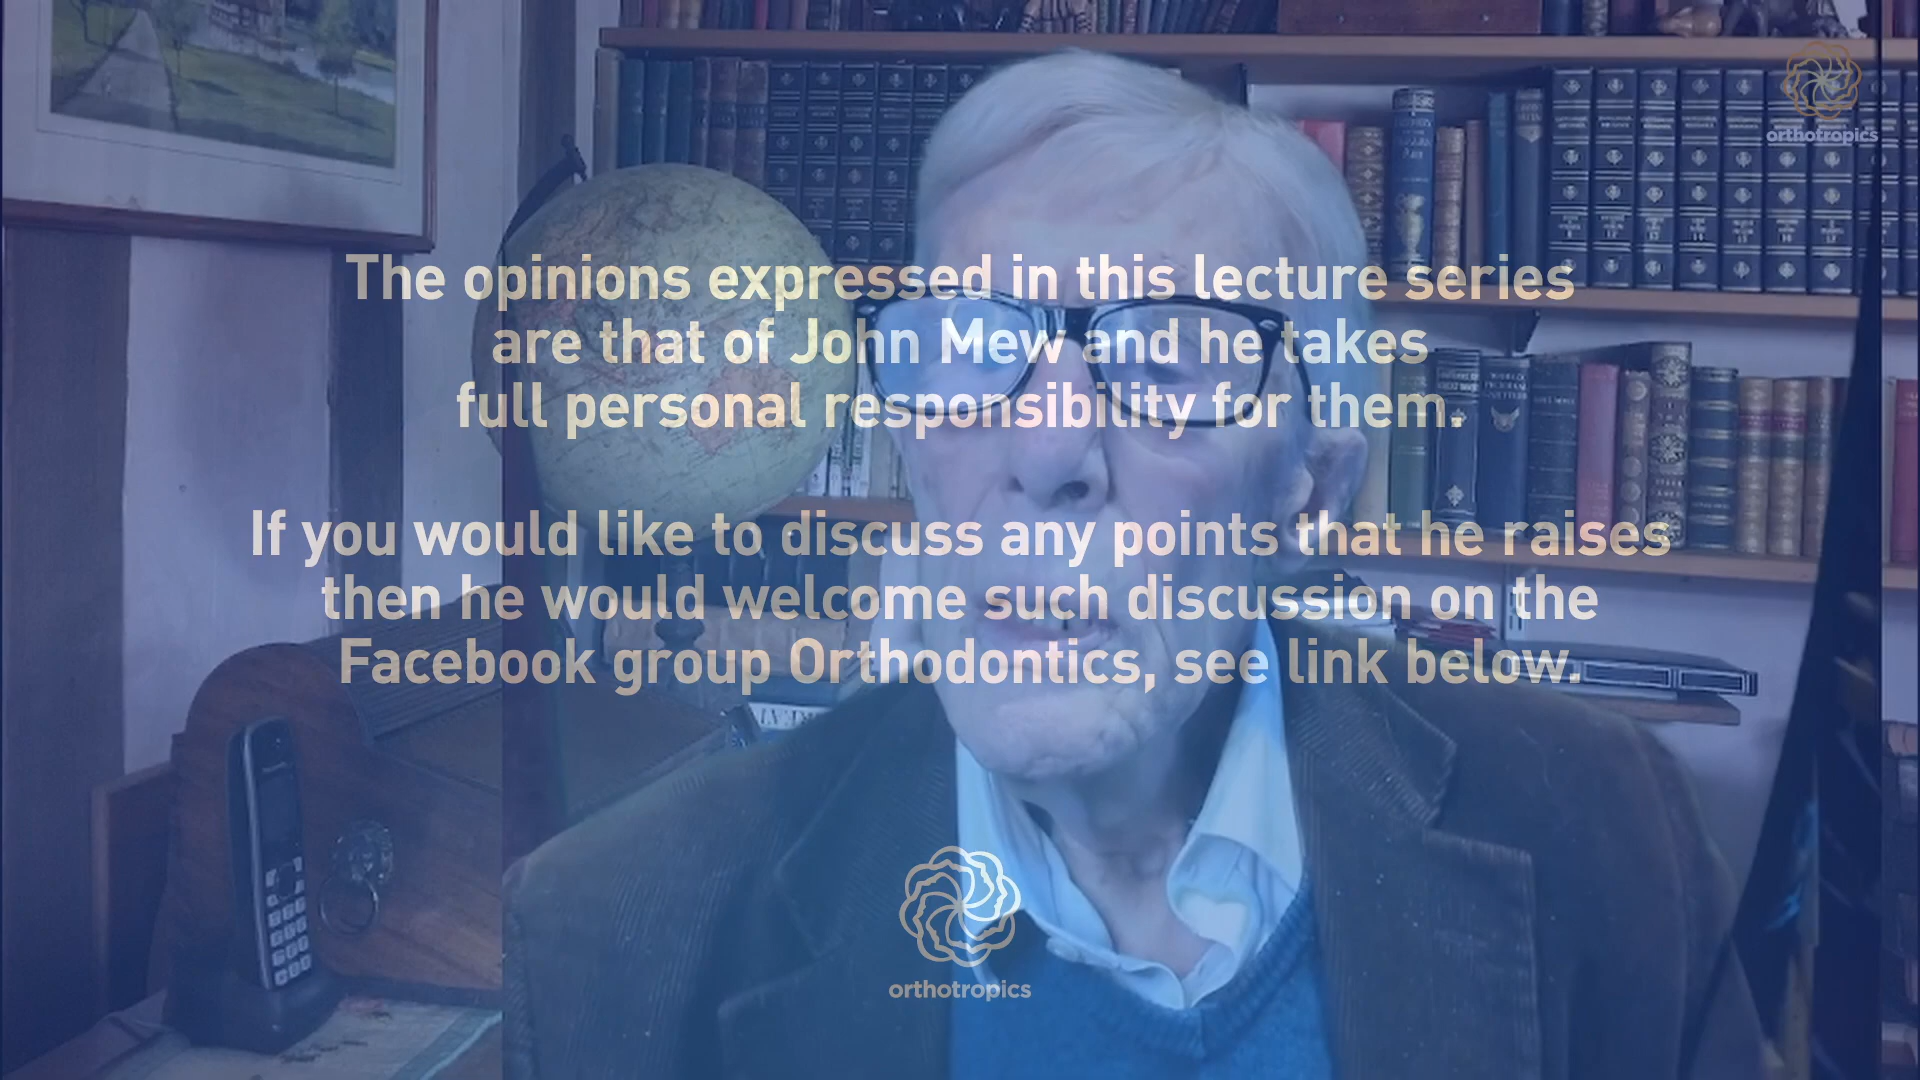 orthotropics
The opinions expressed in this lecture series
are that of John Mew and he takes
full personal responsibility for them.
If you would like to discuss any points that he raises
then he would welcome such discussion on the
Facebook group Orthodontics, see link below.
orthotropics